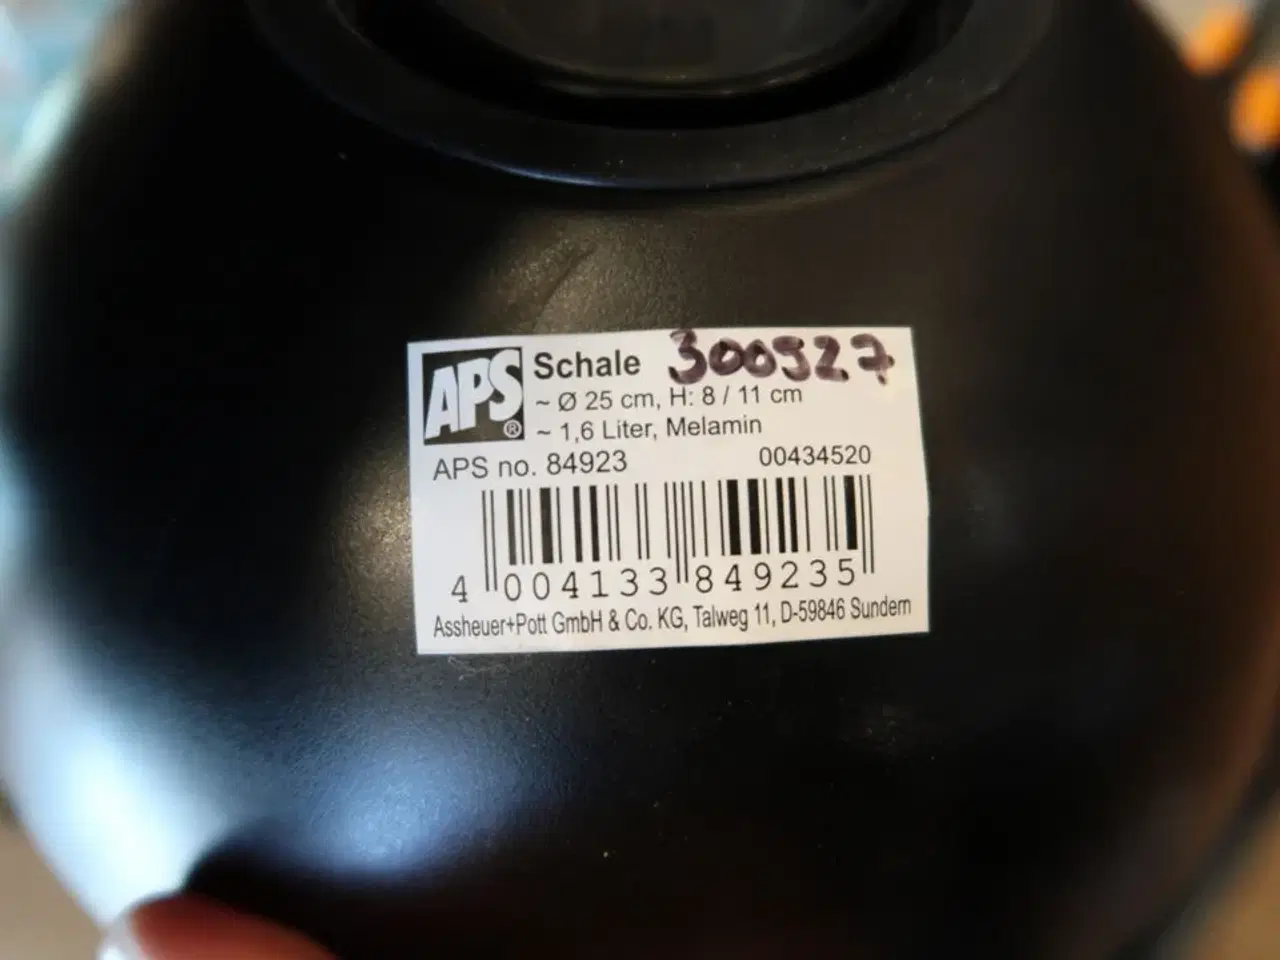 APS®
Schale 300927
~ Ø 25 cm, H: 8 / 11 cm
~ 1,6 Liter, Melamin
APS no. 84923 00434520
4 004133 849235
Assheuer+Pott GmbH & Co. KG, Talweg 11, D-59846 Sundern